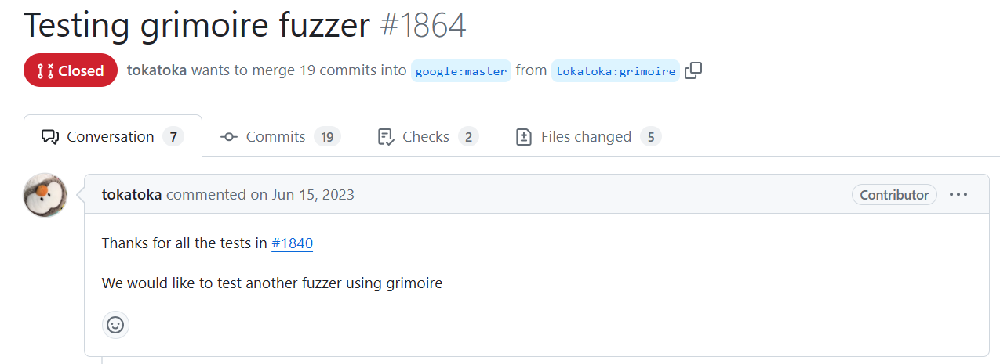 Testing grimoire fuzzer #1864
Closed tokatoka wants to merge 19 commits into google:master from tokatoka:grimoire
Conversation 7 Commits 19 Checks 2 Files changed 5
tokatoka commented on Jun 15, 2023 Contributor
Thanks for all the tests in #1840
We would like to test another fuzzer using grimoire